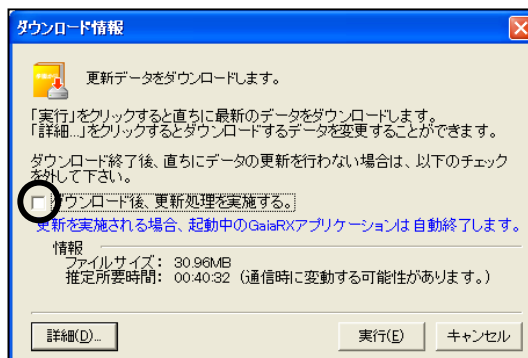 ダウンロード情報
更新データをダウンロードします。
「実行」をクリックすると直ちに最新のデータをダウンロードします。
「詳細...」をクリックするとダウンロードするデータを変更することができます。
ダウンロード終了後、直ちにデータの更新を行わない場合は、以下のチェック
を外して下さい。
ダウンロード後、更新処理を実施する。
更新を実施される場合、起動中のGaiaRXアプリケーションは自動終了します。
情報
ファイルサイズ: 30.96MB
推定所要時間: 00:40:32 (通信時に変動する可能性があります。)
詳細(D)...
実行(E)
キャンセル